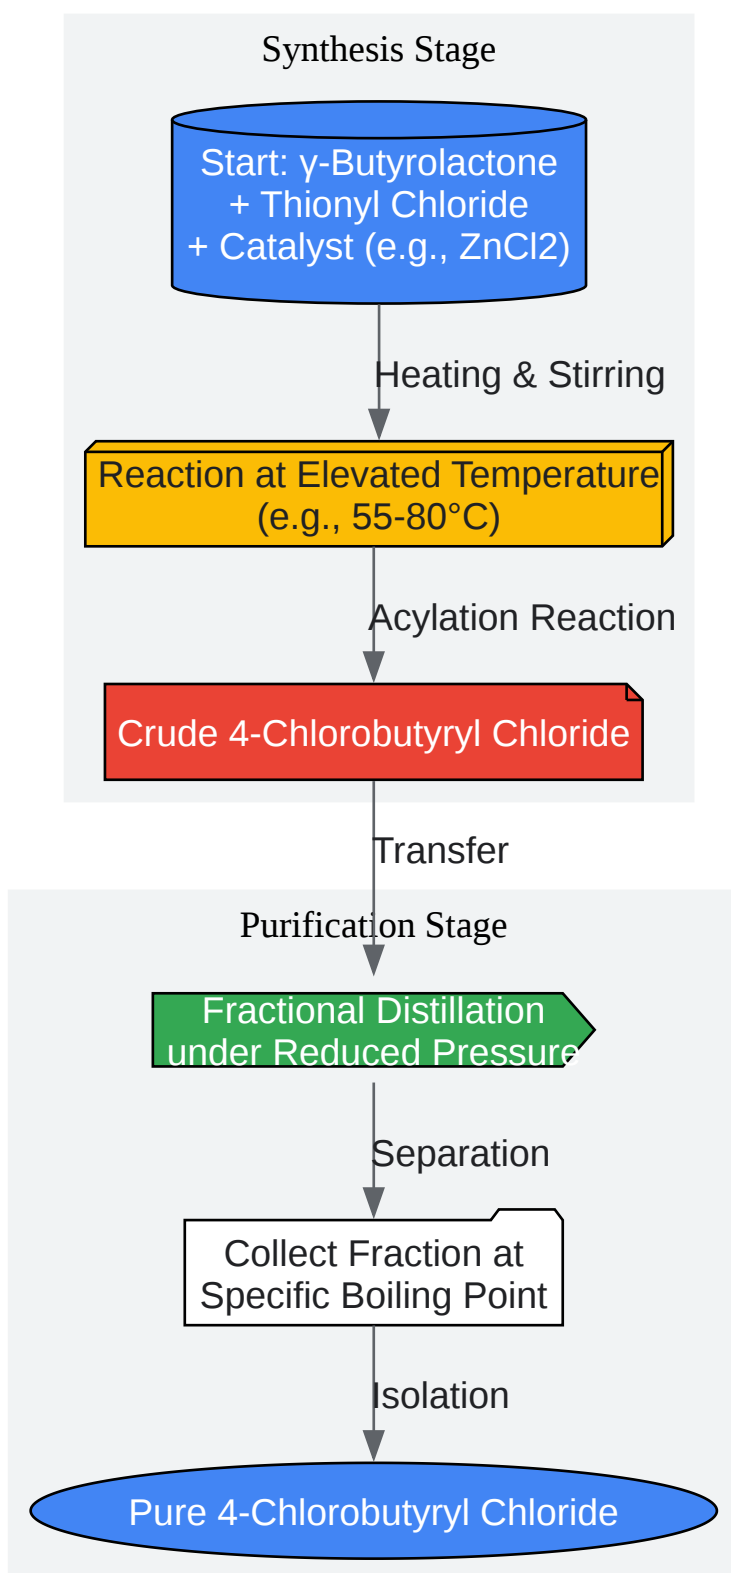 Synthesis Stage
Start: γ-Butyrolactone
+ Thionyl Chloride
+ Catalyst (e.g., ZnCl2)
Heating & Stirring
Reaction at Elevated Temperature
(e.g., 55-80°C)
Acylation Reaction
Crude 4-Chlorobutyryl Chloride
Transfer
Purification Stage
Fractional Distillation
under Reduced Pressure
Separation
Collect Fraction at
Specific Boiling Point
Isolation
Pure 4-Chlorobutyryl Chloride